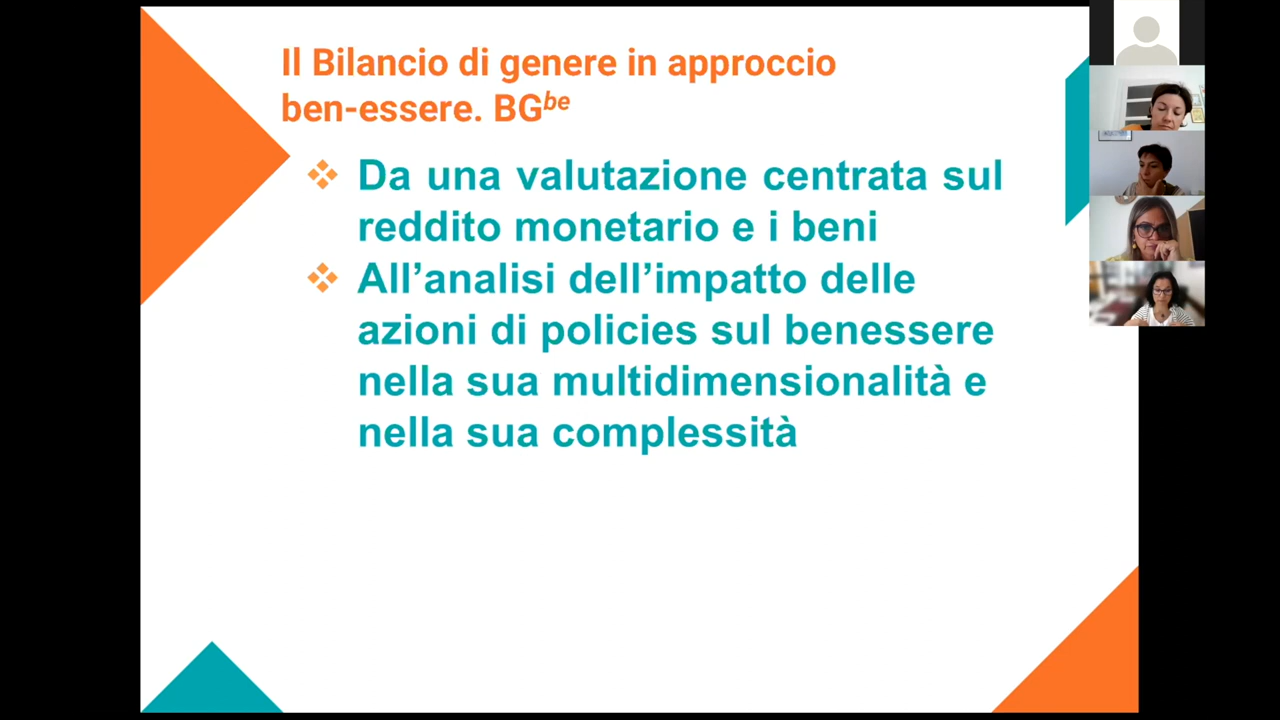 Il Bilancio di genere in approccio
ben-essere. BGbe
Da una valutazione centrata sul
reddito monetario e i beni
All’analisi dell’impatto delle
azioni di policies sul benessere
nella sua multidimensionalità e
nella sua complessità